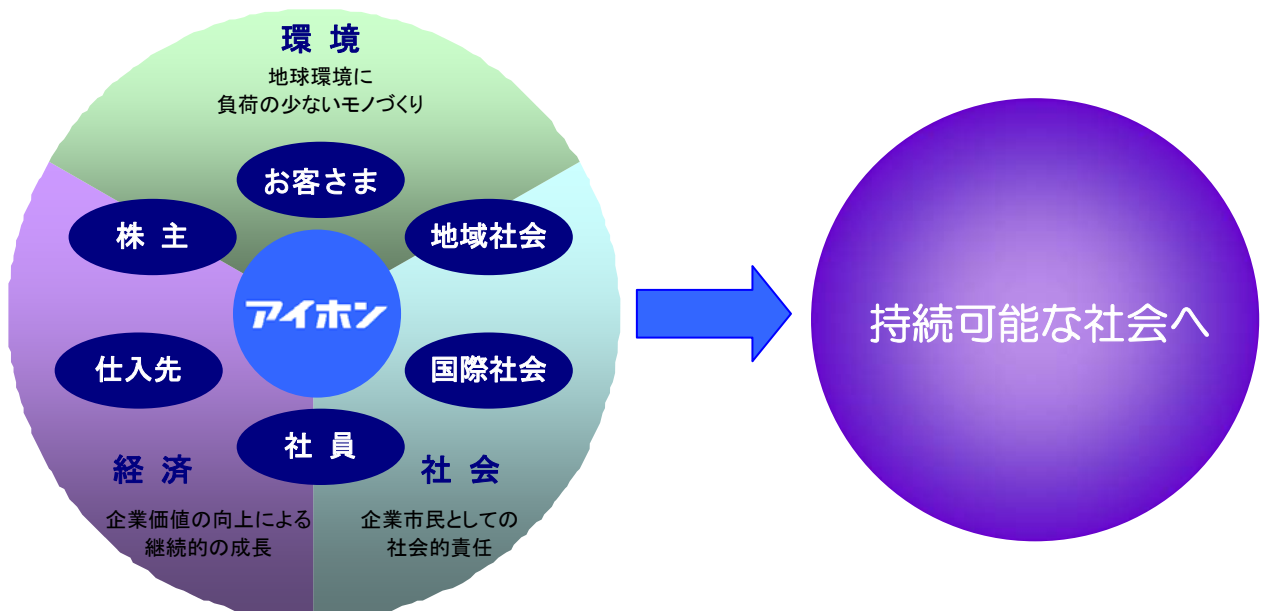 環 境
地球環境に
負荷の少ないモノづくり
お客さま
株 主
地域社会
アイホン
仕入先
国際社会
社 員
経 済
企業価値の向上による
継続的の成長
社 会
企業市民としての
社会的責任
持続可能な社会へ